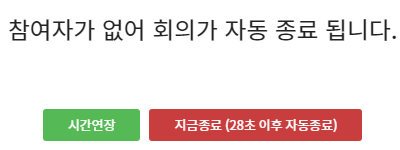 참여자가 없어 회의가 자동 종료 됩니다.
시간연장 지금종료 (28초 이후 자동종료)